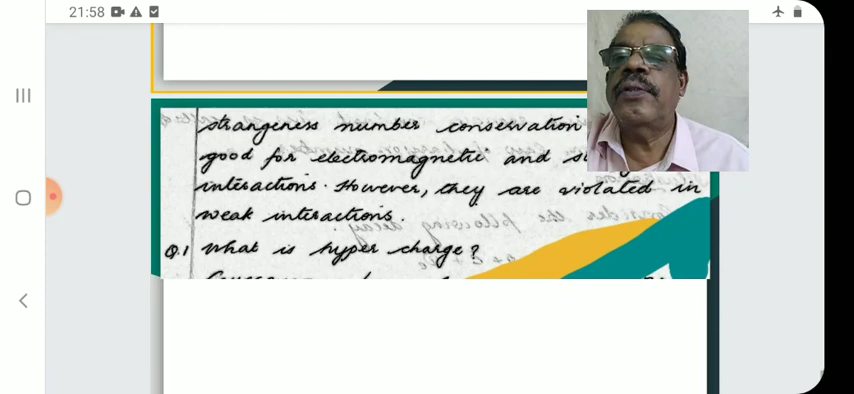 21:58
strangeness number conservation
good for electromagnetic and
interactions. However, they are violated in
weak interactions.
Q.1 What is hyper charge?